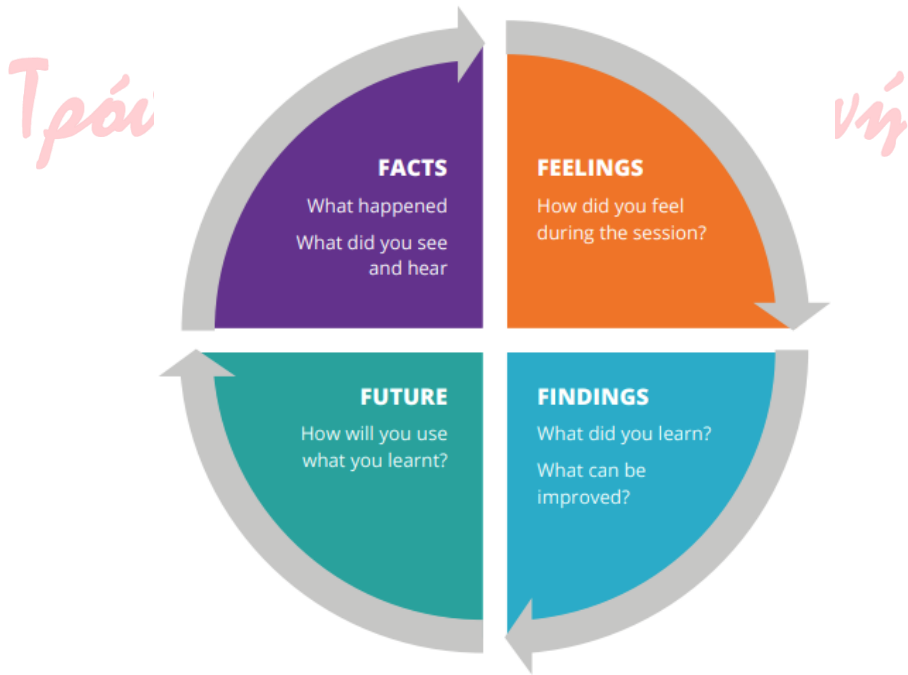 FACTS
What happened
What did you see
and hear
FEELINGS
How did you feel
during the session?
FINDINGS
What did you learn?
What can be
improved?
FUTURE
How will you use
what you learnt?